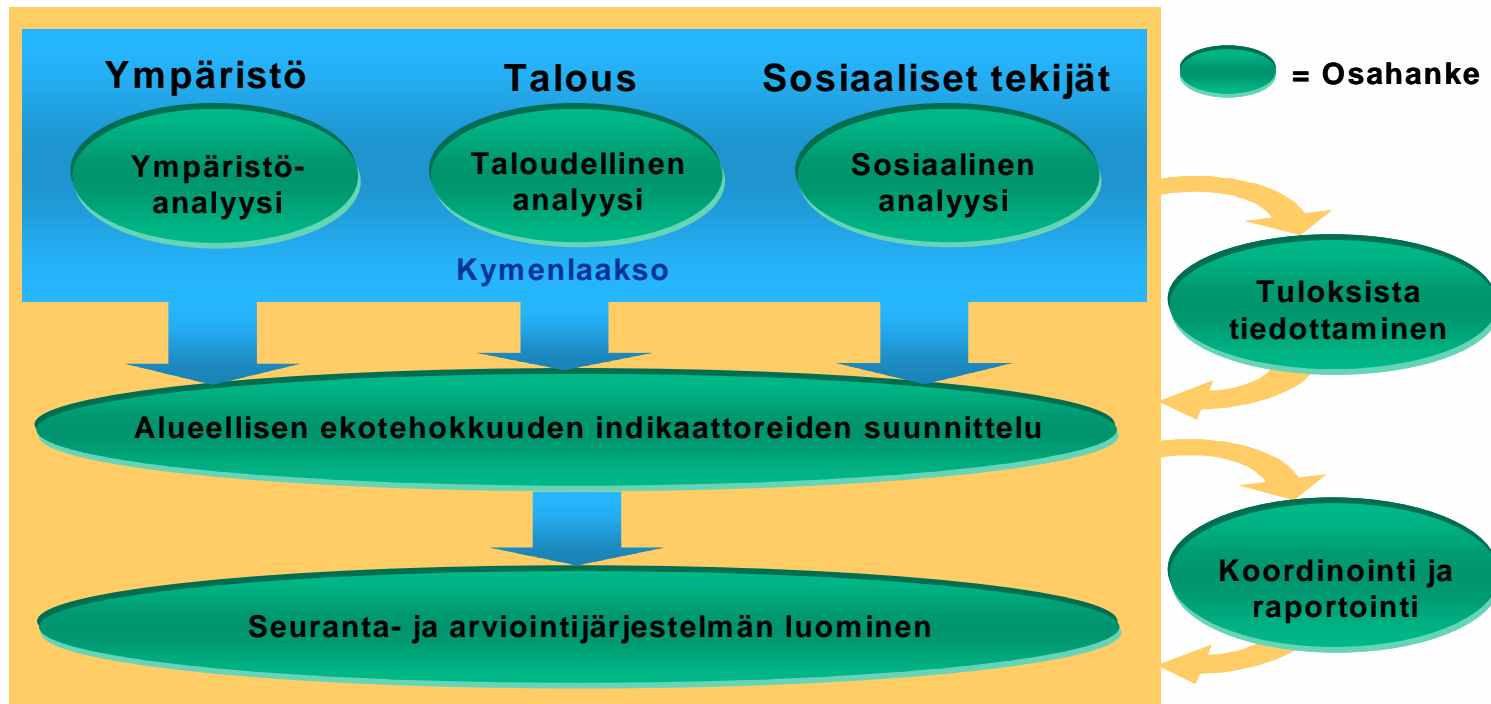 Ympäristö
Talous
Sosiaaliset tekijät
= Osahanke
Ympäristö-
analyysi
Taloudellinen
analyysi
Sosiaalinen
analyysi
Kymenlaakso
Tuloksista
tiedottaminen
Alueellisen ekotehokkuuden indikaattoreiden suunnittelu
Koordinointi ja
raportointi
Seuranta- ja arviointijärjestelmän luominen